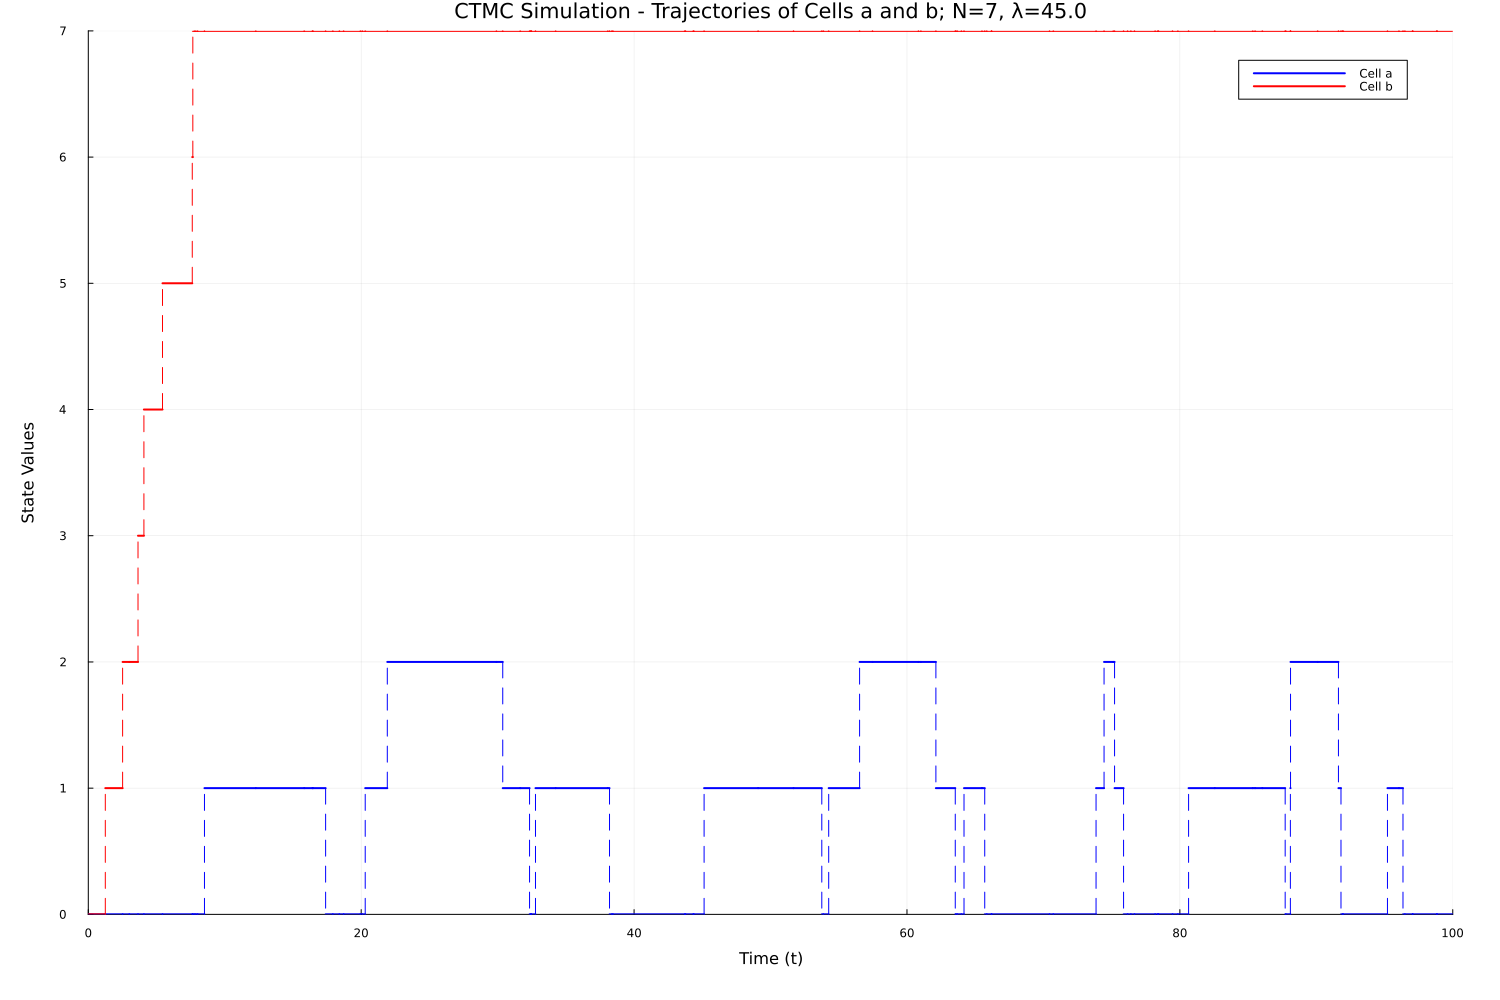 CTMC Simulation - Trajectories of Cells a and b; N=7, λ=45.0
7
Cell a
Cell b
6
5
4
State Values
3
2
1
0
0 20 40 60 80 100
Time (t)